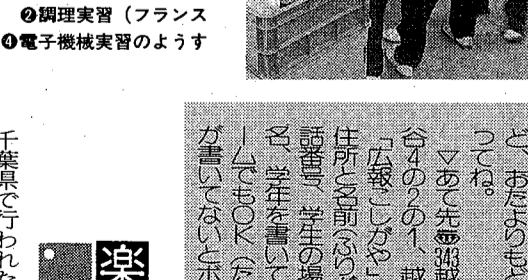 ❷調理実習（フランス
❹電子機械実習のようす
ど、おたよりも
つてね。
▽あて先〠343越
谷4の2の1、越
「広報こしがや」
住所と名前(ふり
話番号、学生の場
名、学年を書いて
ームでもOK（た
が書いてないとボ
楽
千葉県で行われた